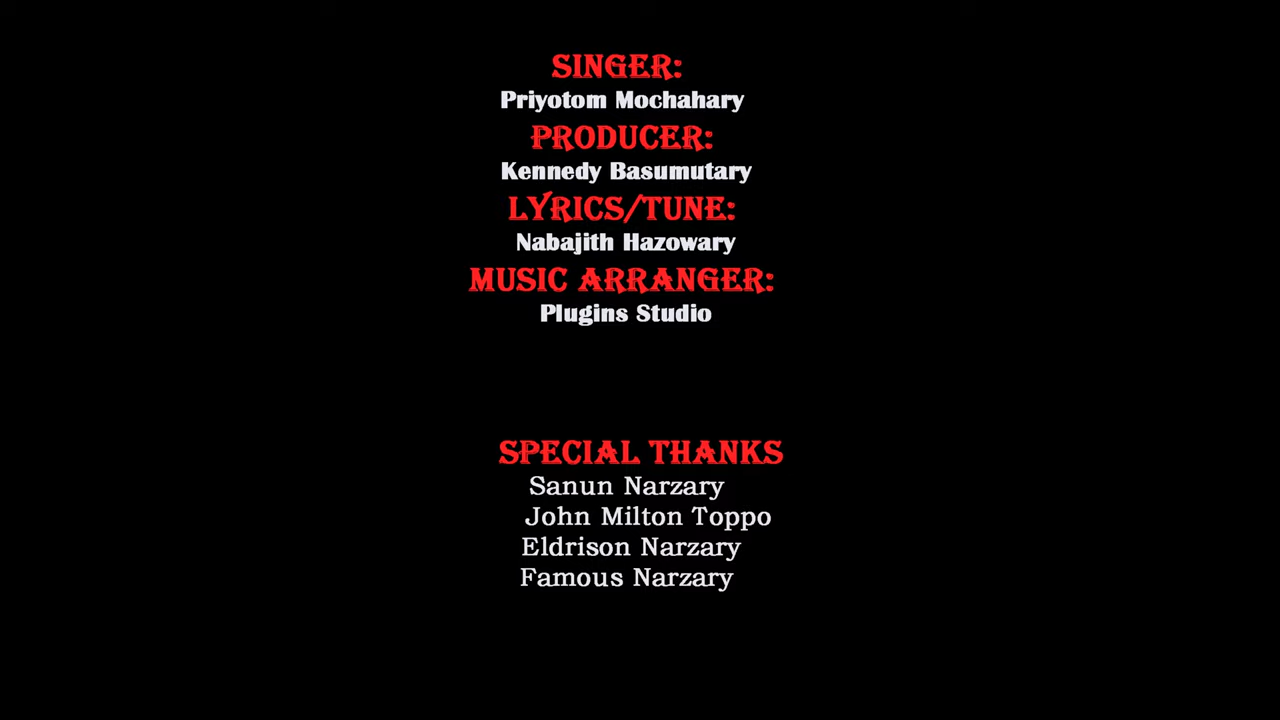 SINGER:
Priyotom Mochahary
PRODUCER:
Kennedy Basumutary
LYRICS/TUNE:
Nabajith Hazowary
MUSIC ARRANGER:
Plugins Studio
SPECIAL THANKS
Sanun Narzary
John Milton Toppo
Eldrison Narzary
Famous Narzary